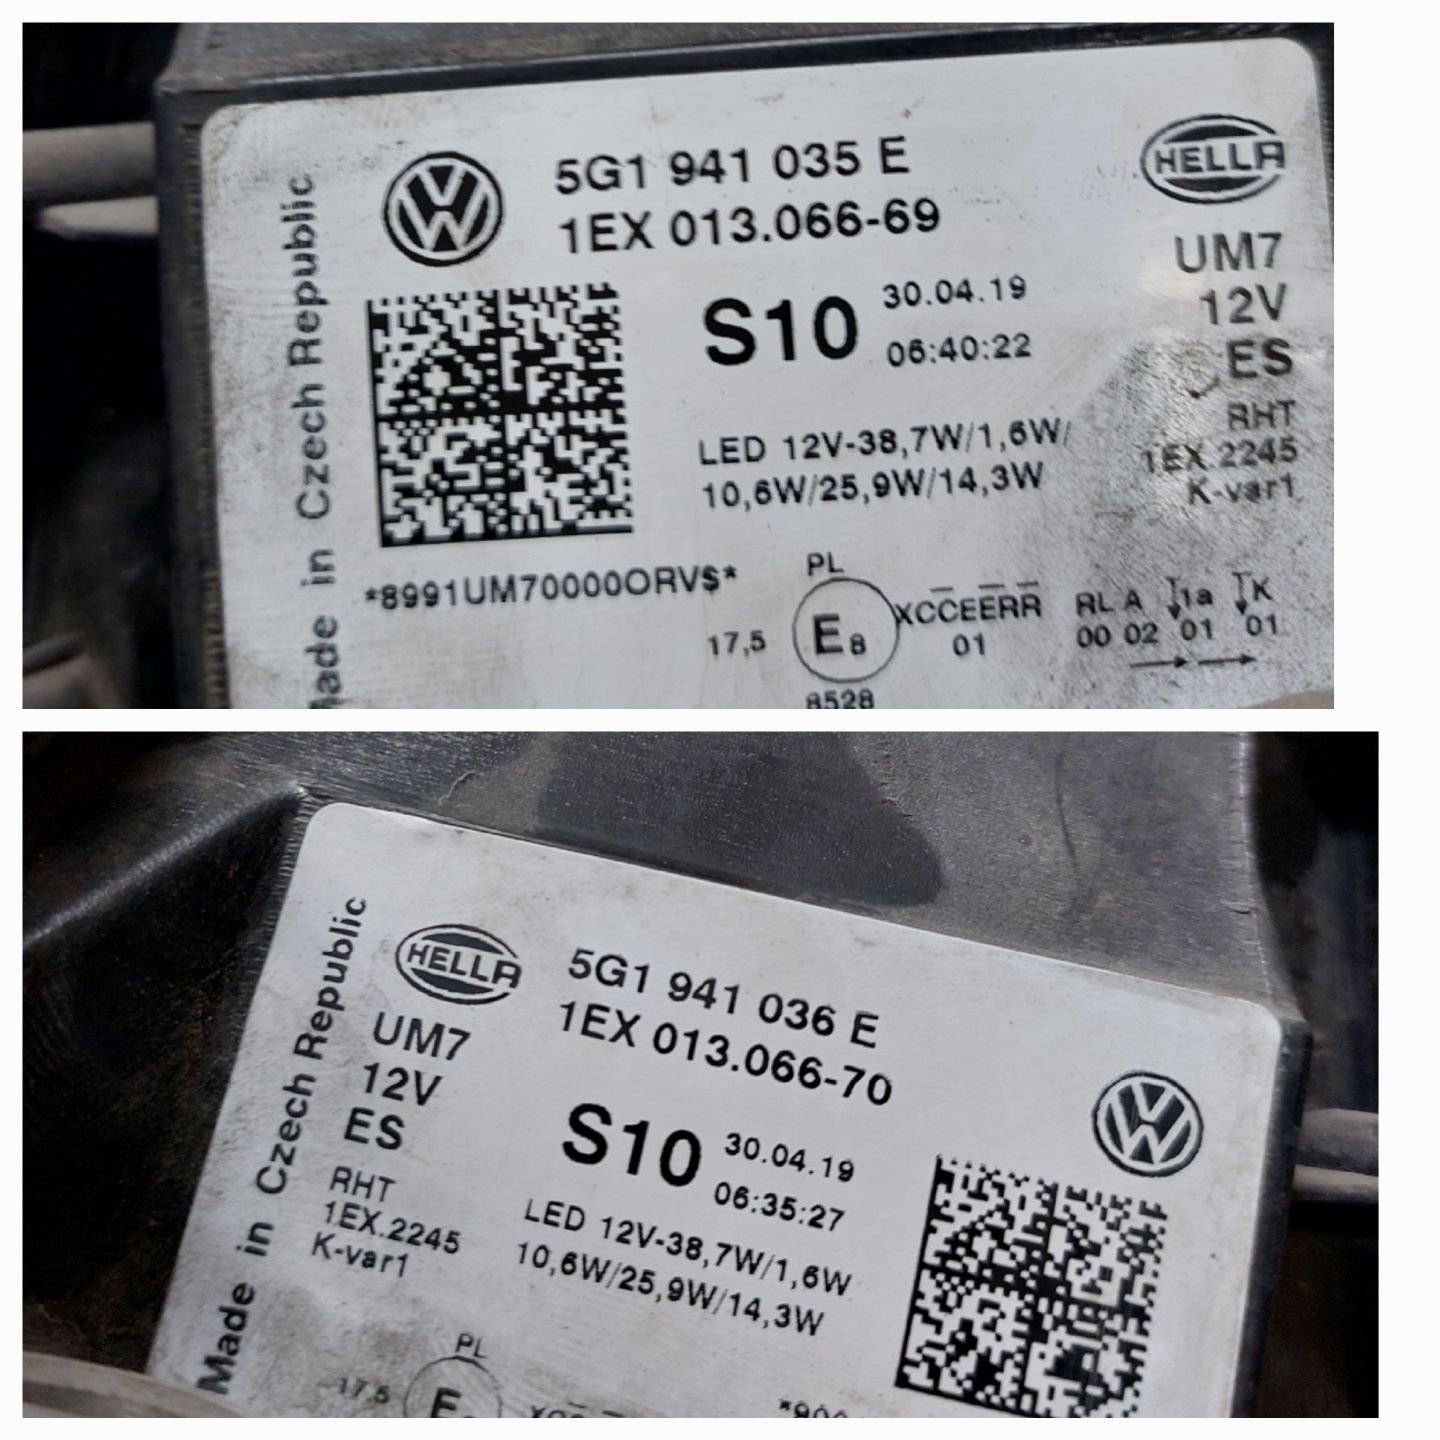 Made in Czech Republic
5G1 941 035 E
1EX 013.066-69
HELLA
UM7
12V
ES
RHT
1EX.2245
K-var1
S10
30.04.19
06:40:22
LED 12V-38,7W/1,6W/
10,6W/25,9W/14,3W
*8991UM70000ORVS*
PL
17,5
E8
XCCEERR
01
RL A 1a K
00 02 01 01
8528
Made in Czech Republic
HELLA
UM7
12V
ES
RHT
1EX.2245
K-var1
5G1 941 036 E
1EX 013.066-70
S10
30.04.19
06:35:27
LED 12V-38,7W/1,6W
10,6W/25,9W/14,3W
PL
17,5
E